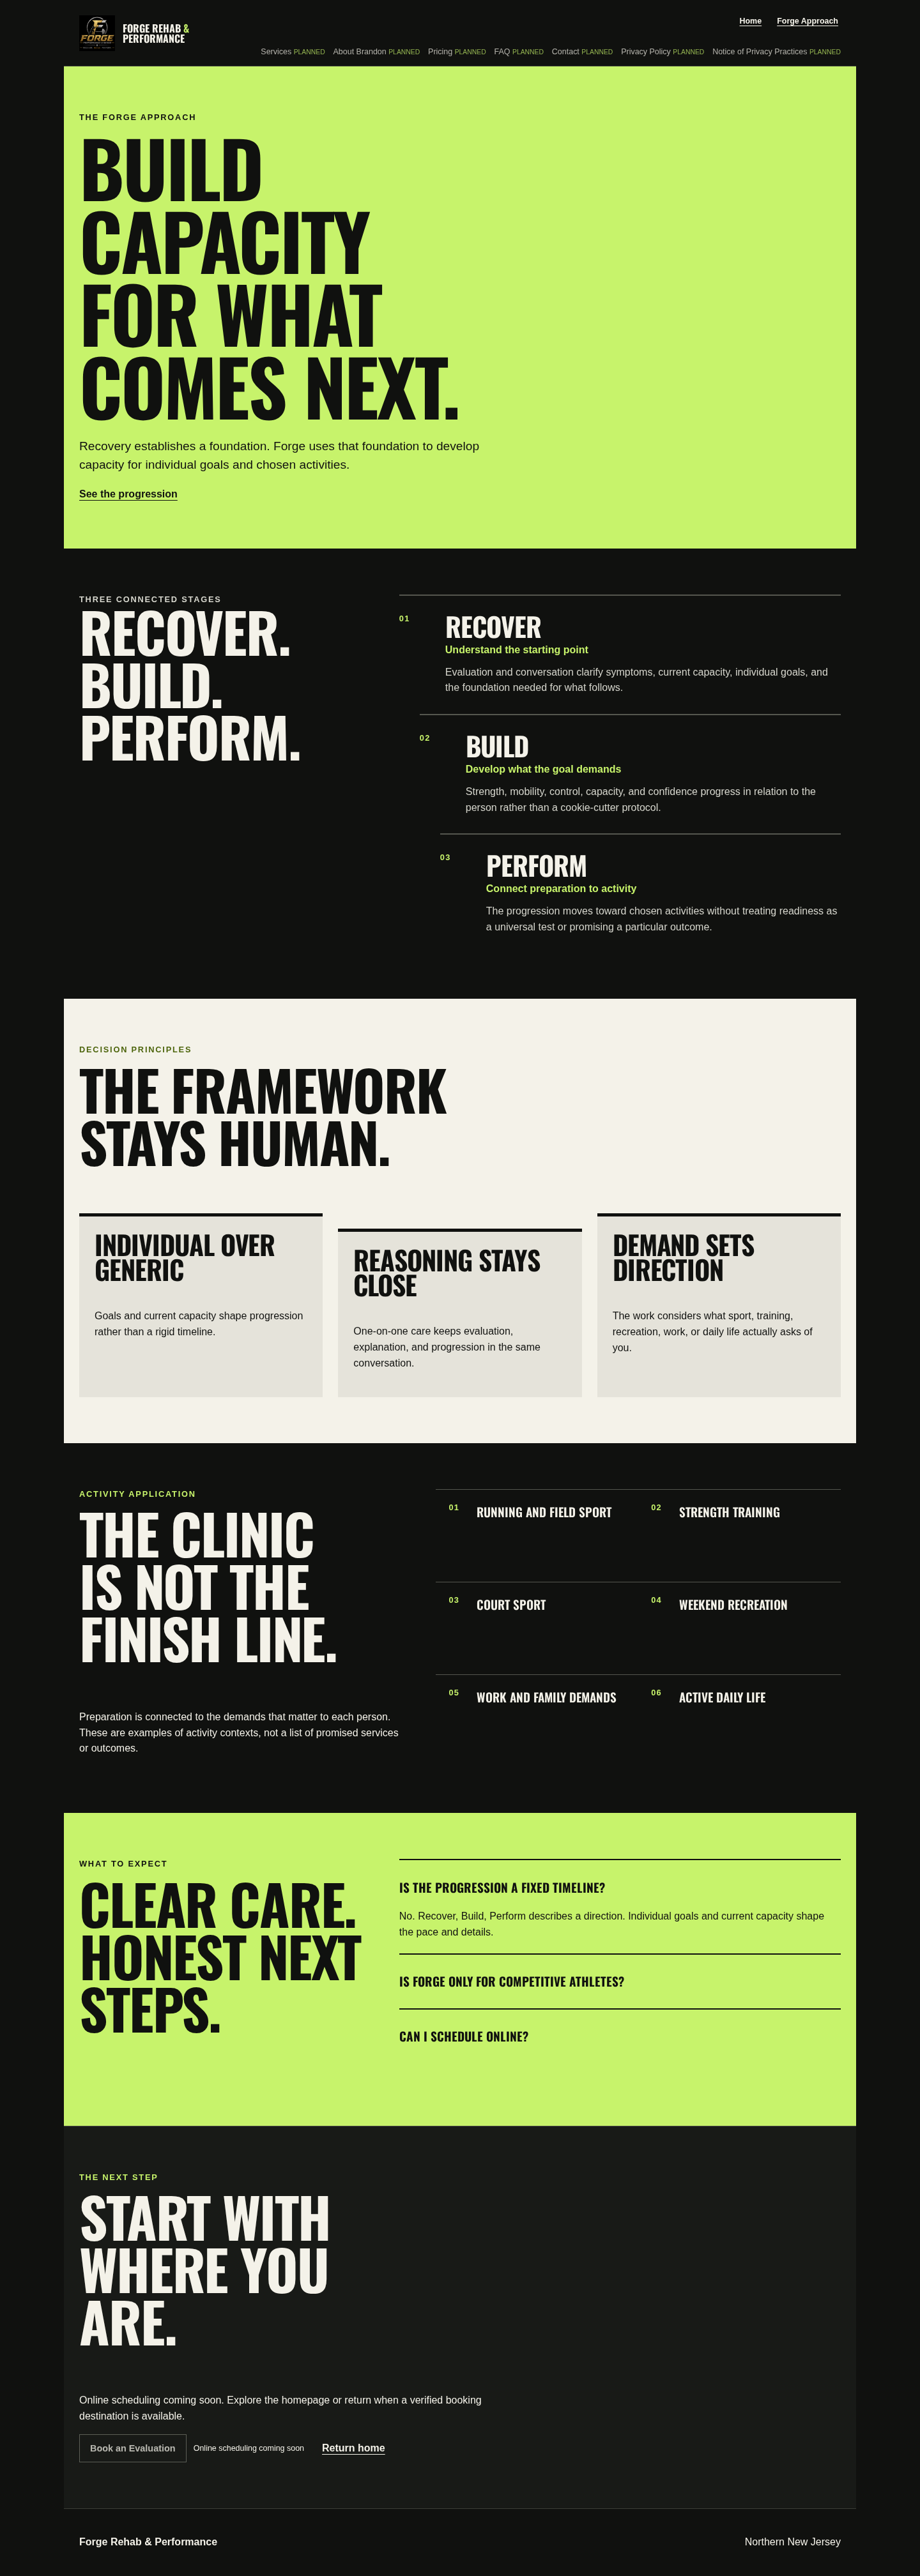 FORGE
FORGE REHAB &
PERFORMANCE
Home Forge Approach
Services PLANNED About Brandon PLANNED Pricing PLANNED FAQ PLANNED Contact PLANNED Privacy Policy PLANNED Notice of Privacy Practices PLANNED
THE FORGE APPROACH
BUILD
CAPACITY
FOR WHAT
COMES NEXT.
Recovery establishes a foundation. Forge uses that foundation to develop
capacity for individual goals and chosen activities.
See the progression
THREE CONNECTED STAGES
RECOVER.
BUILD.
PERFORM.
01
RECOVER
Understand the starting point
Evaluation and conversation clarify symptoms, current capacity, individual goals, and
the foundation needed for what follows.
02
BUILD
Develop what the goal demands
Strength, mobility, control, capacity, and confidence progress in relation to the
person rather than a cookie-cutter protocol.
03
PERFORM
Connect preparation to activity
The progression moves toward chosen activities without treating readiness as
a universal test or promising a particular outcome.
DECISION PRINCIPLES
THE FRAMEWORK
STAYS HUMAN.
INDIVIDUAL OVER
GENERIC
Goals and current capacity shape progression
rather than a rigid timeline.
REASONING STAYS
CLOSE
One-on-one care keeps evaluation,
explanation, and progression in the same
conversation.
DEMAND SETS
DIRECTION
The work considers what sport, training,
recreation, work, or daily life actually asks of
you.
ACTIVITY APPLICATION
THE CLINIC
IS NOT THE
FINISH LINE.
Preparation is connected to the demands that matter to each person.
These are examples of activity contexts, not a list of promised services
or outcomes.
01 RUNNING AND FIELD SPORT
02 STRENGTH TRAINING
03 COURT SPORT
04 WEEKEND RECREATION
05 WORK AND FAMILY DEMANDS
06 ACTIVE DAILY LIFE
WHAT TO EXPECT
CLEAR CARE.
HONEST NEXT
STEPS.
IS THE PROGRESSION A FIXED TIMELINE?
No. Recover, Build, Perform describes a direction. Individual goals and current capacity shape
the pace and details.
IS FORGE ONLY FOR COMPETITIVE ATHLETES?
CAN I SCHEDULE ONLINE?
THE NEXT STEP
START WITH
WHERE YOU
ARE.
Online scheduling coming soon. Explore the homepage or return when a verified booking
destination is available.
Book an Evaluation Online scheduling coming soon Return home
Forge Rehab & Performance Northern New Jersey